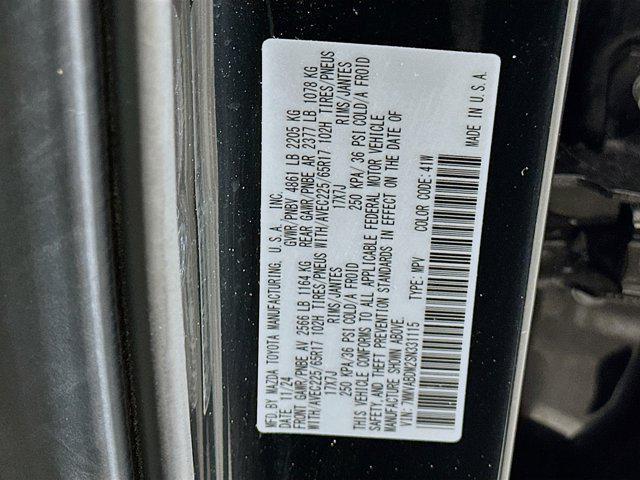 MFD. BY MAZDA TOYOTA MANUFACTURING, U.S.A. INC.
DATE 11/24 GVWR/PNBV 4861 LB 2205 KG
FRONT GAWR/PNBE AV 2566 LB 1164 KG REAR GAWR/PNBE AR 2377 LB 1078 KG
WITH/AVEC225/65R17 102H TIRES/PNEUS WITH/AVEC225/65R17 102H TIRES/PNEUS
17X7J RIMS/JANTES 17X7J RIMS/JANTES
250 KPA/36 PSI COLD/A FROID 250 KPA/36 PSI COLD/A FROID
THIS VEHICLE CONFORMS TO ALL APPLICABLE FEDERAL MOTOR VEHICLE
SAFETY AND THEFT PREVENTION STANDARDS IN EFFECT ON THE DATE OF
MANUFACTURE SHOWN ABOVE.
TYPE: MPV COLOR CODE: 41W
MADE IN U.S.A.